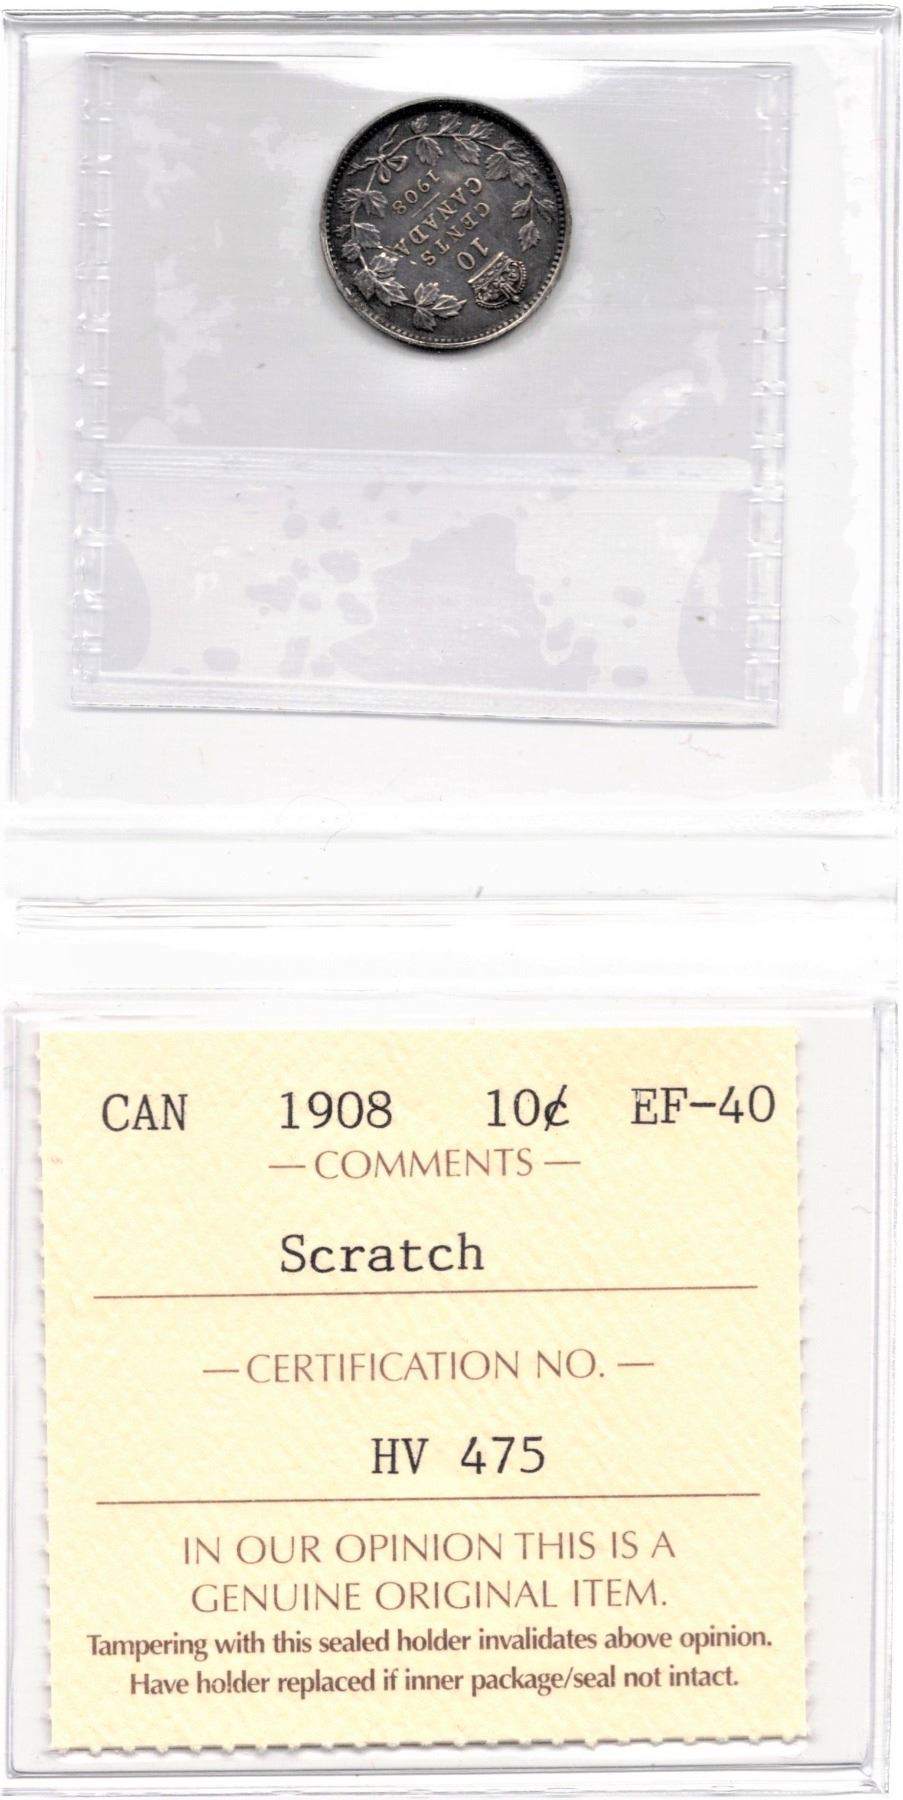 10
CENTS
CANADA
1908
CAN 1908 10¢ EF-40
— COMMENTS —
Scratch
— CERTIFICATION NO. —
HV 475
IN OUR OPINION THIS IS A
GENUINE ORIGINAL ITEM.
Tampering with this sealed holder invalidates above opinion.
Have holder replaced if inner package/seal not intact.